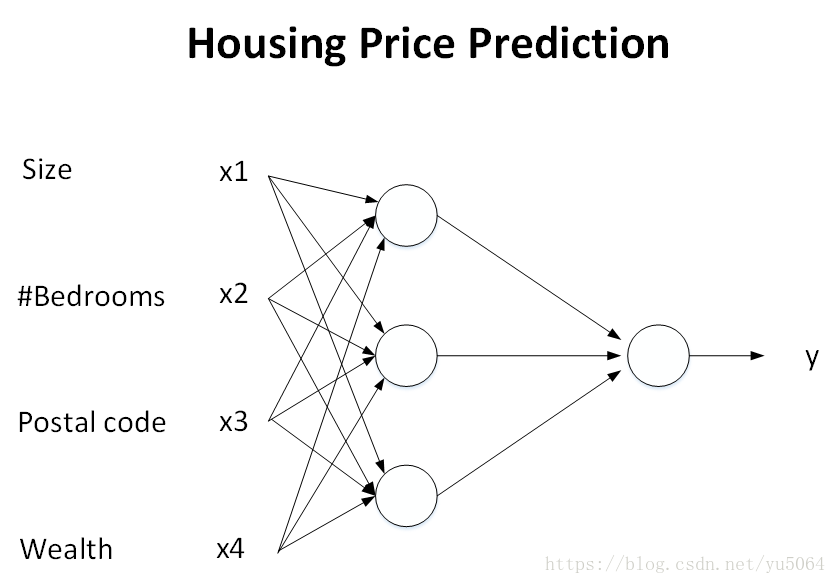 Housing Price Prediction
Size x1
#Bedrooms x2
y
Postal code x3
Wealth x4
https://blog.csdn.net/yu5064